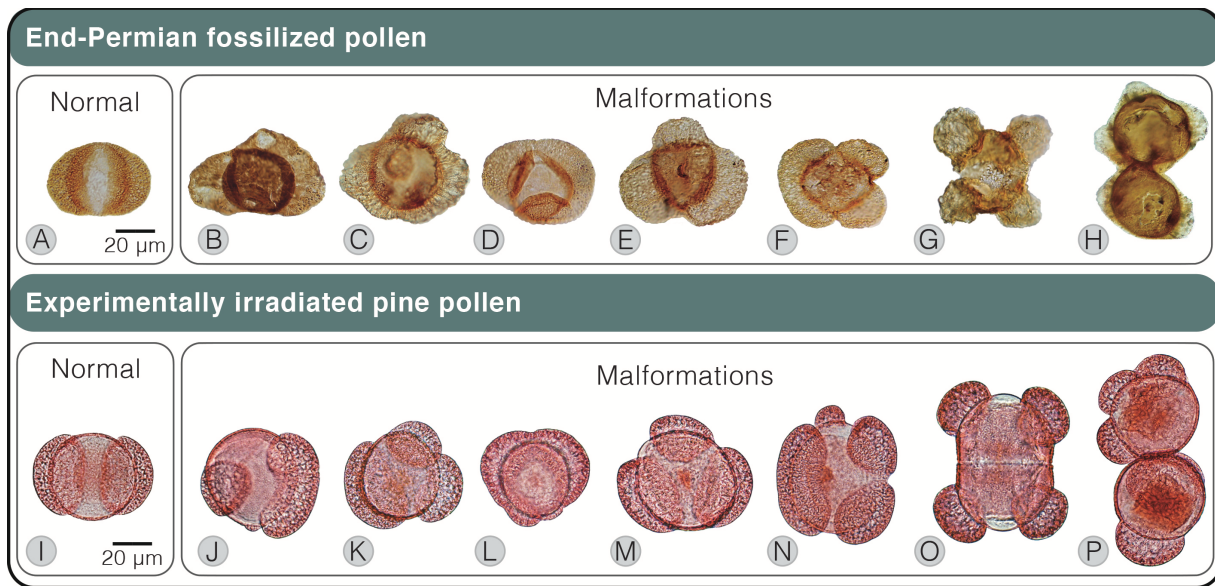 End-Permian fossilized pollen
Normal
Malformations
A
20 µm
B
C
D
E
F
G
H
Experimentally irradiated pine pollen
Normal
Malformations
I
20 µm
J
K
L
M
N
O
P